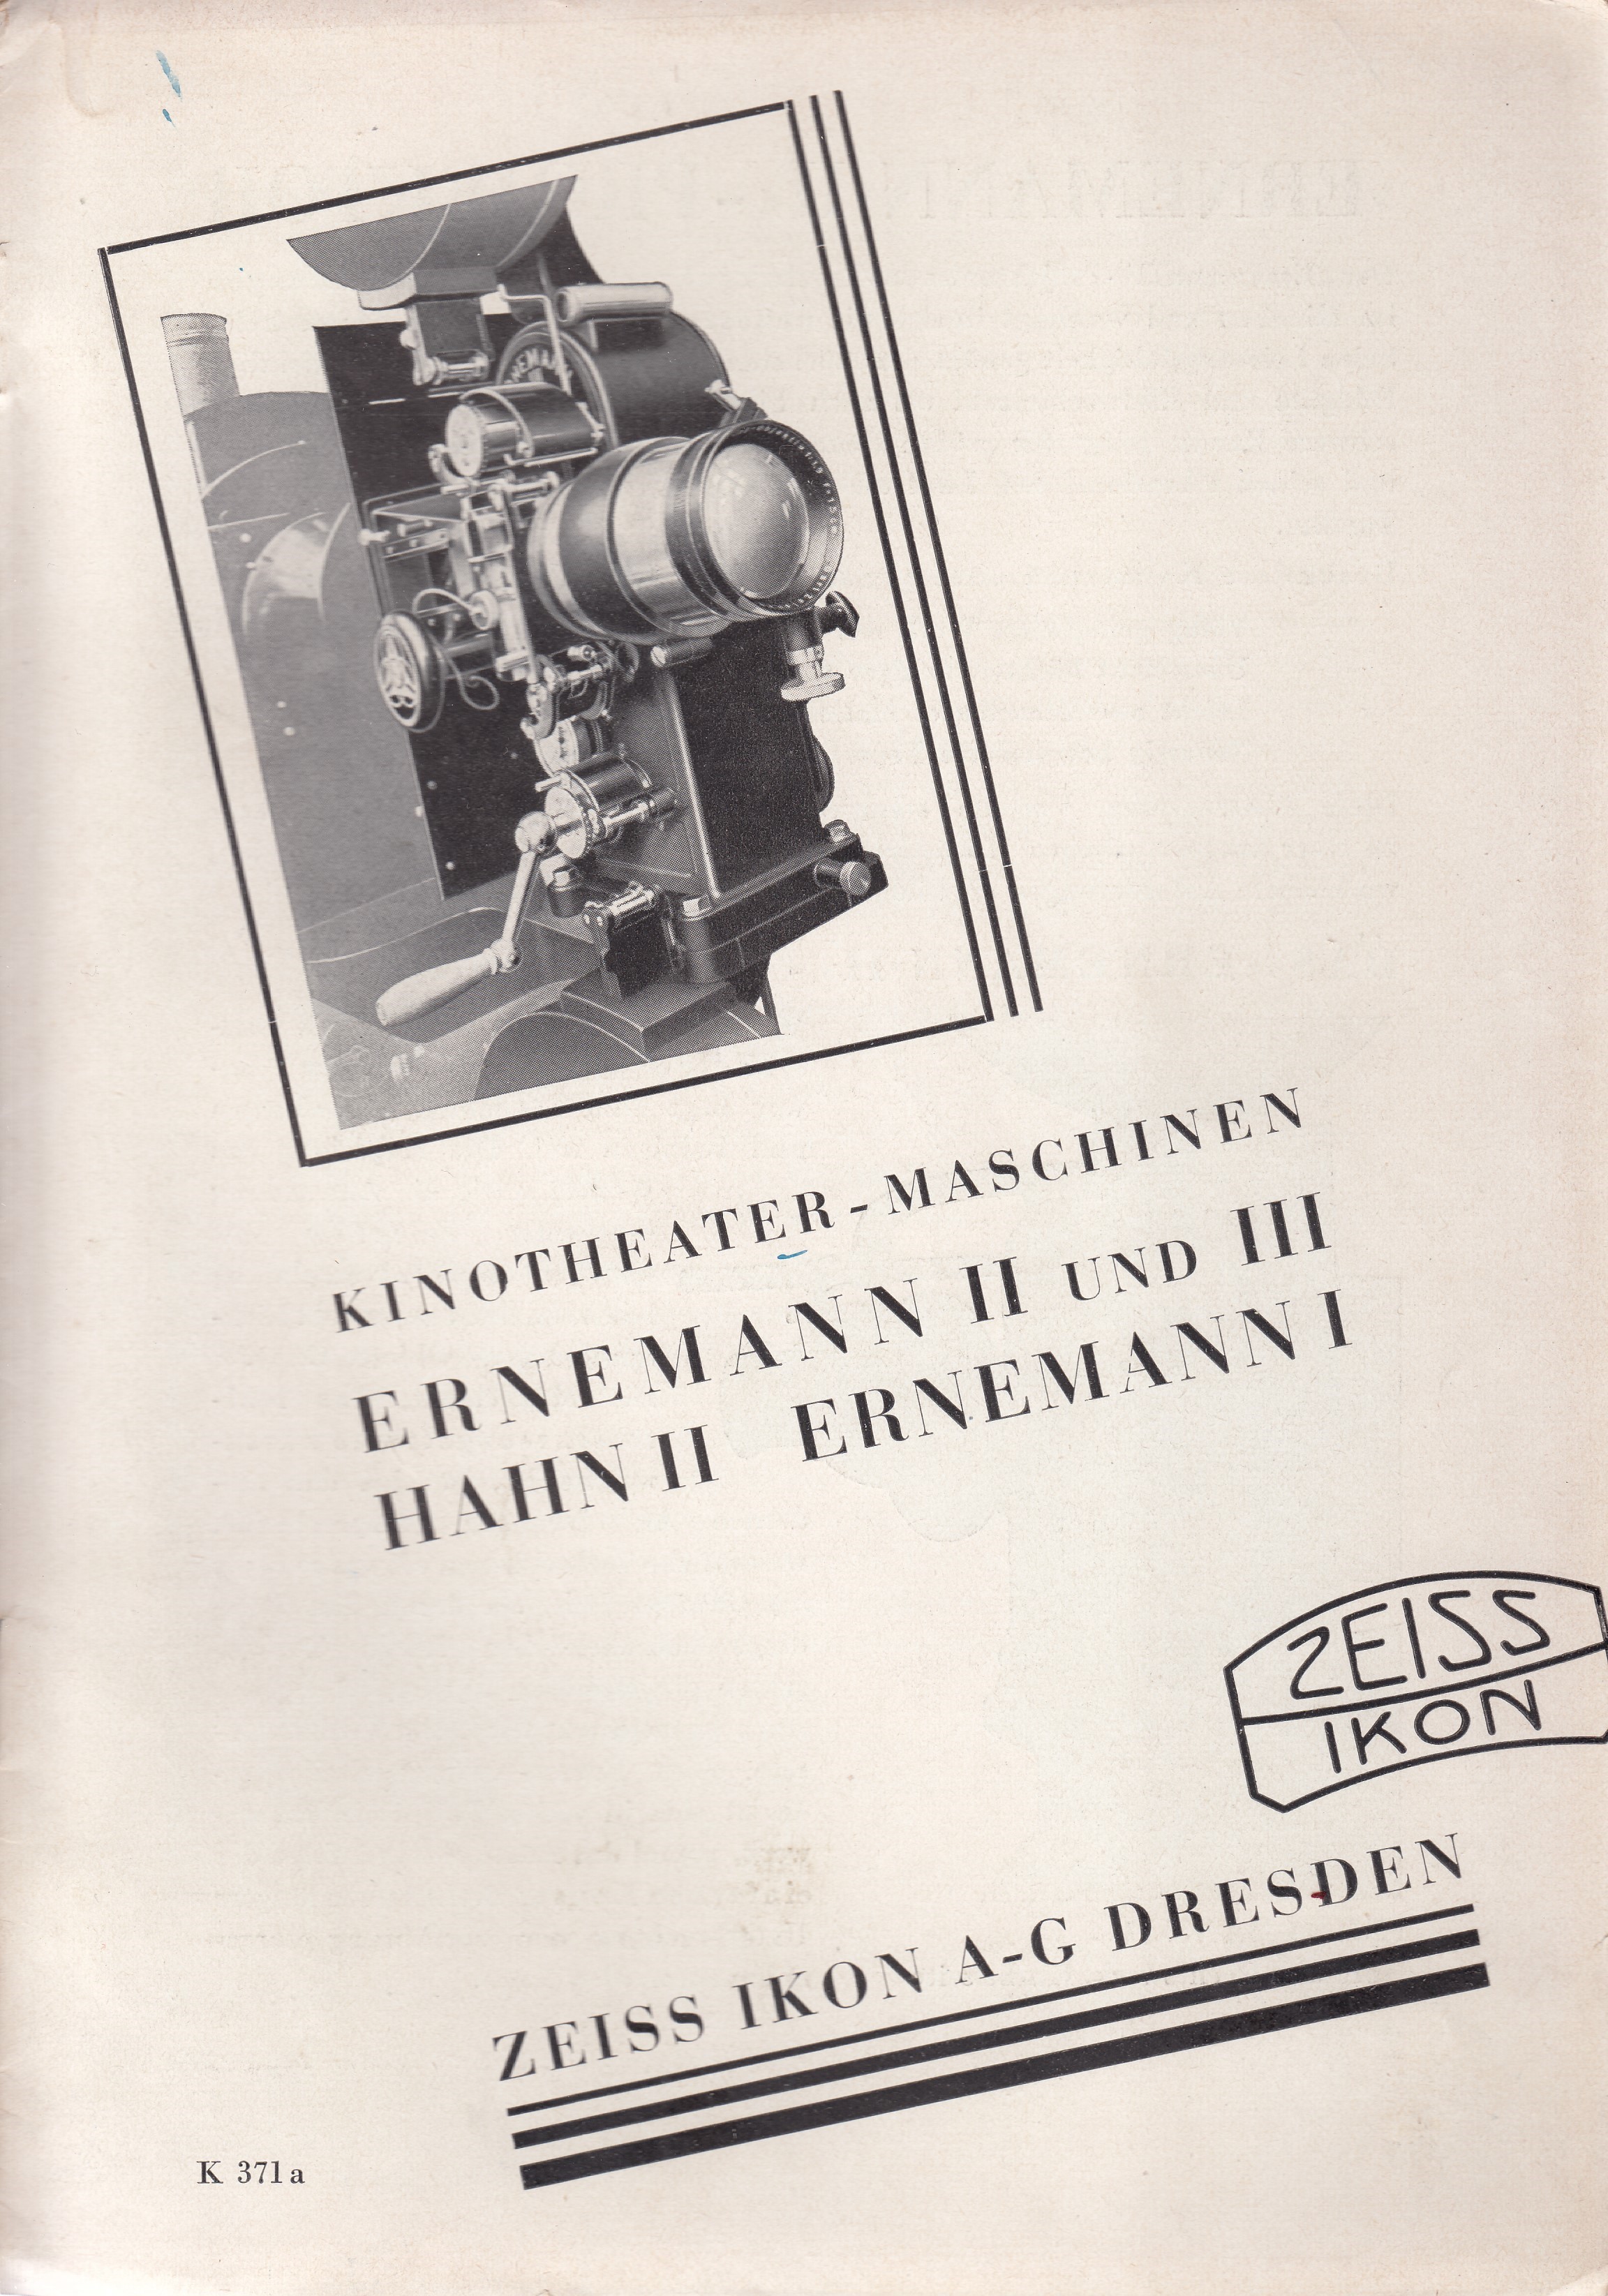 KINOTHEATER-MASCHINEN
ERNEMANN II UND III
HAHN II ERNEMANN I
ZEISS
IKON
ZEISS IKON A-G DRESDEN
K 371a